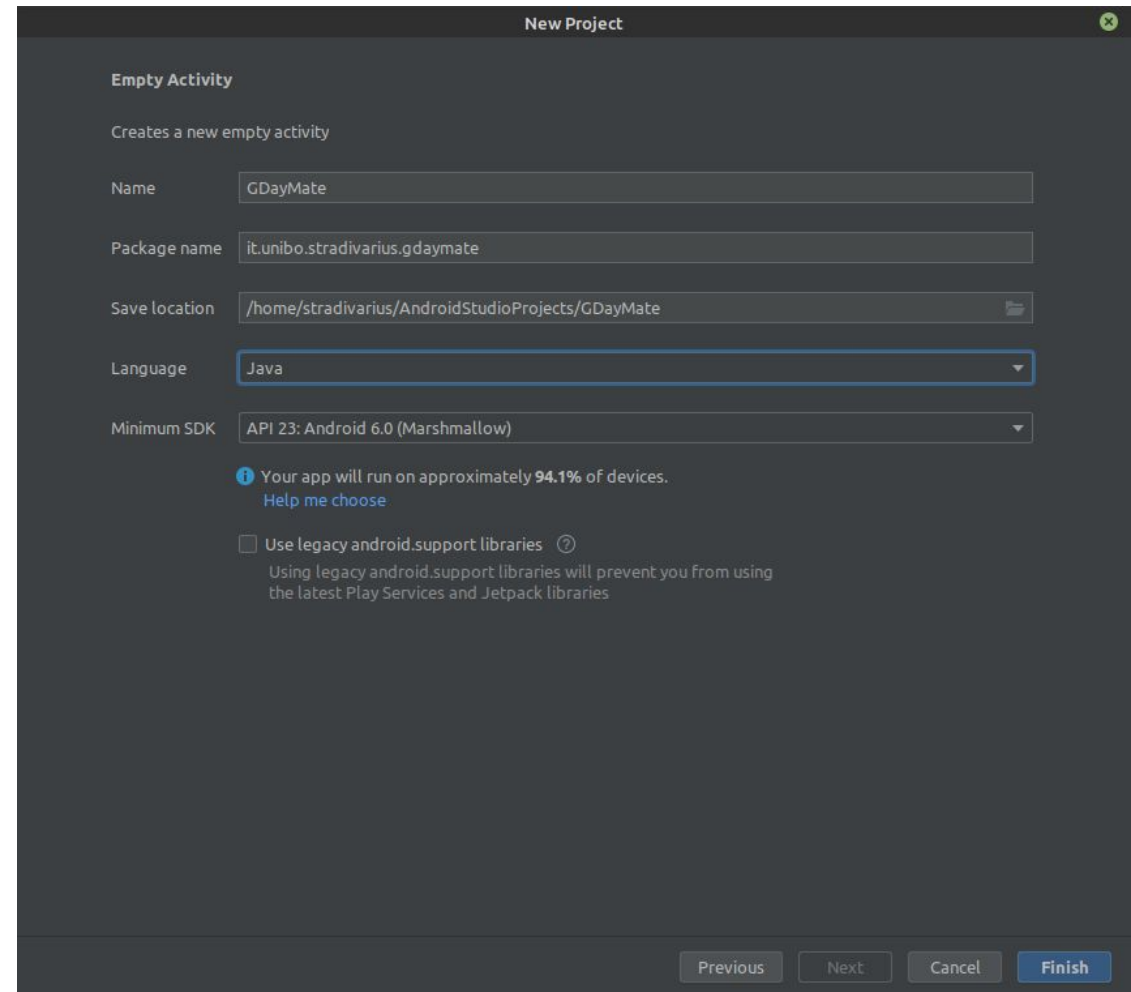 New Project
Empty Activity
Creates a new empty activity
Name GDayMate
Package name it.unibo.stradivarius.gdaymate
Save location /home/stradivarius/AndroidStudioProjects/GDayMate
Language Java
Minimum SDK API 23: Android 6.0 (Marshmallow)
i Your app will run on approximately 94.1% of devices.
Help me choose
Use legacy android.support libraries ?
Using legacy android.support libraries will prevent you from using
the latest Play Services and Jetpack libraries
Previous Next Cancel Finish